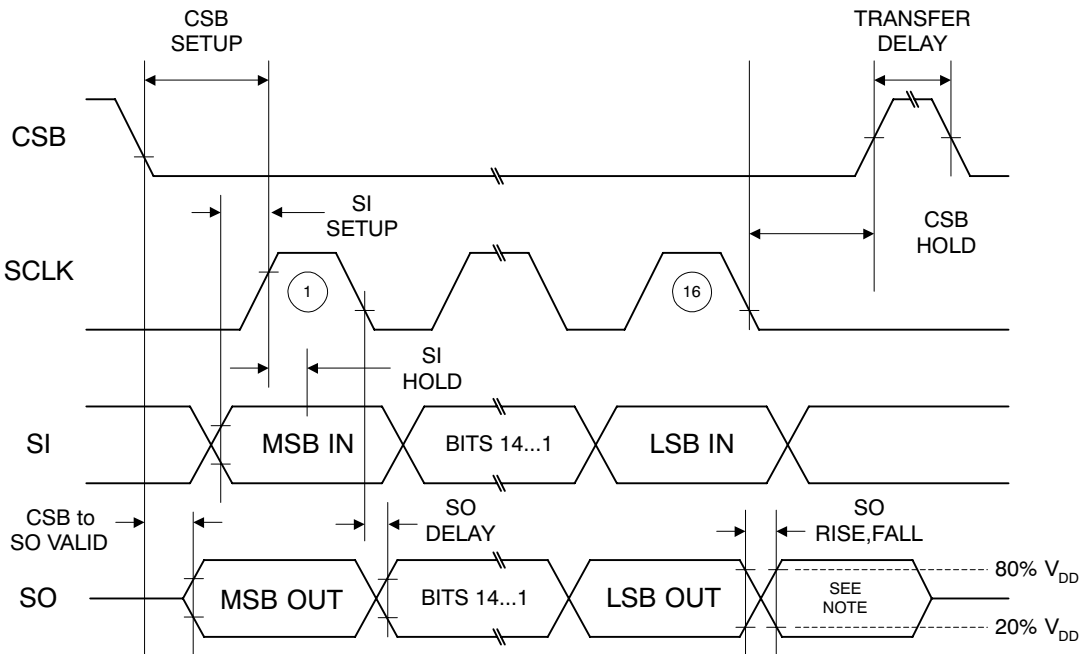 CSB
SETUP
TRANSFER
DELAY
CSB
SI
SETUP
CSB
HOLD
SCLK
1
16
SI
HOLD
SI
MSB IN
BITS 14...1
LSB IN
CSB to
SO VALID
SO
DELAY
SO
RISE,FALL
SO
MSB OUT
BITS 14...1
LSB OUT
SEE
NOTE
80% VDD
20% VDD